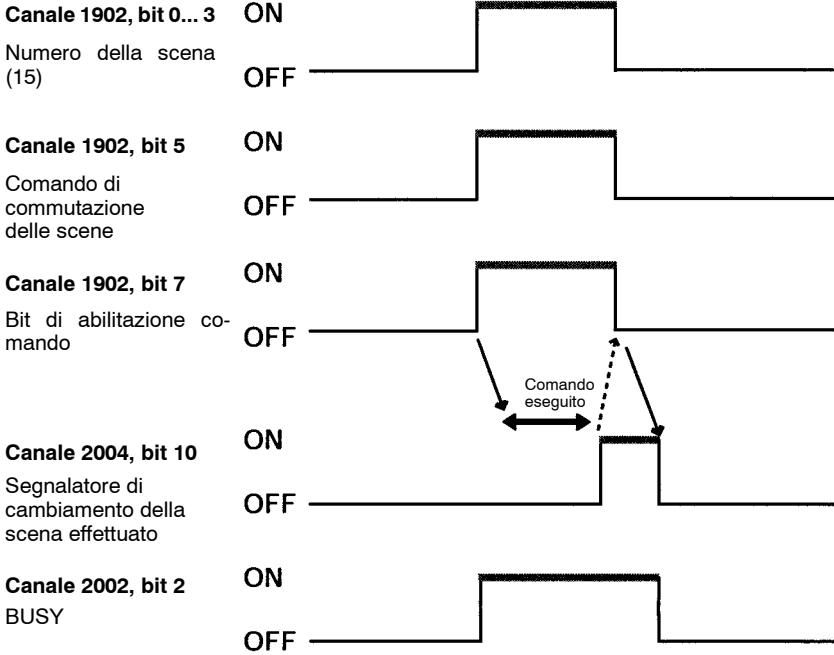 Canale 1902, bit 0... 3
ON
Numero della scena
(15)
OFF
Canale 1902, bit 5
ON
Comando di
commutazione
delle scene
OFF
Canale 1902, bit 7
ON
Bit di abilitazione co-
mando
OFF
Comando
eseguito
Canale 2004, bit 10
ON
Segnalatore di
cambiamento della
scena effettuato
OFF
Canale 2002, bit 2
ON
BUSY
OFF